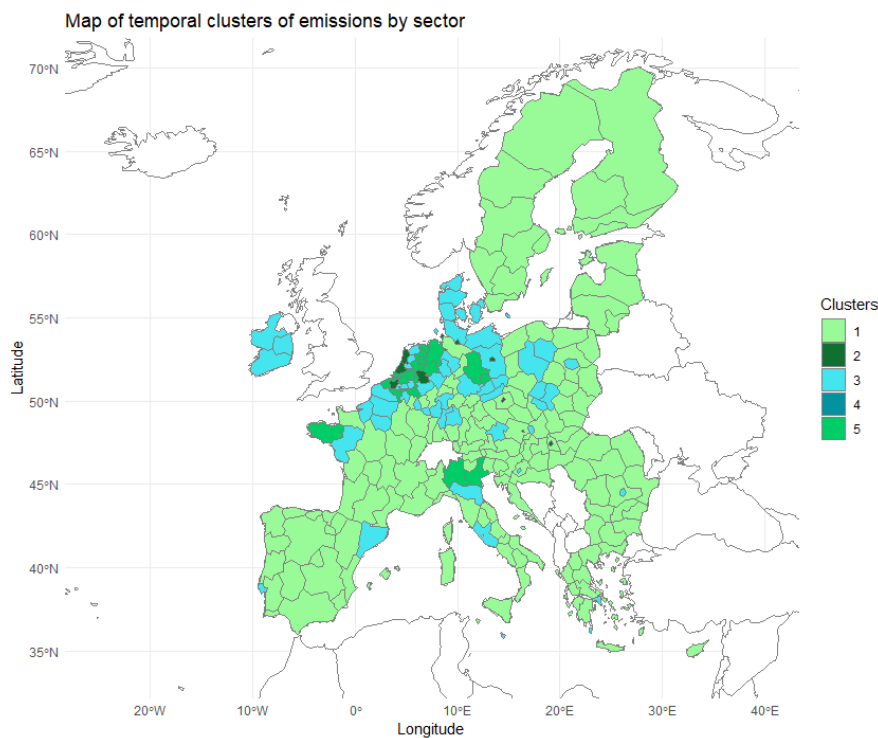 Map of temporal clusters of emissions by sector
70°N
65°N
60°N
55°N
50°N
45°N
40°N
35°N
Latitude
20°W
10°W
0°
10°E
20°E
30°E
40°E
Longitude
Clusters
1
2
3
4
5